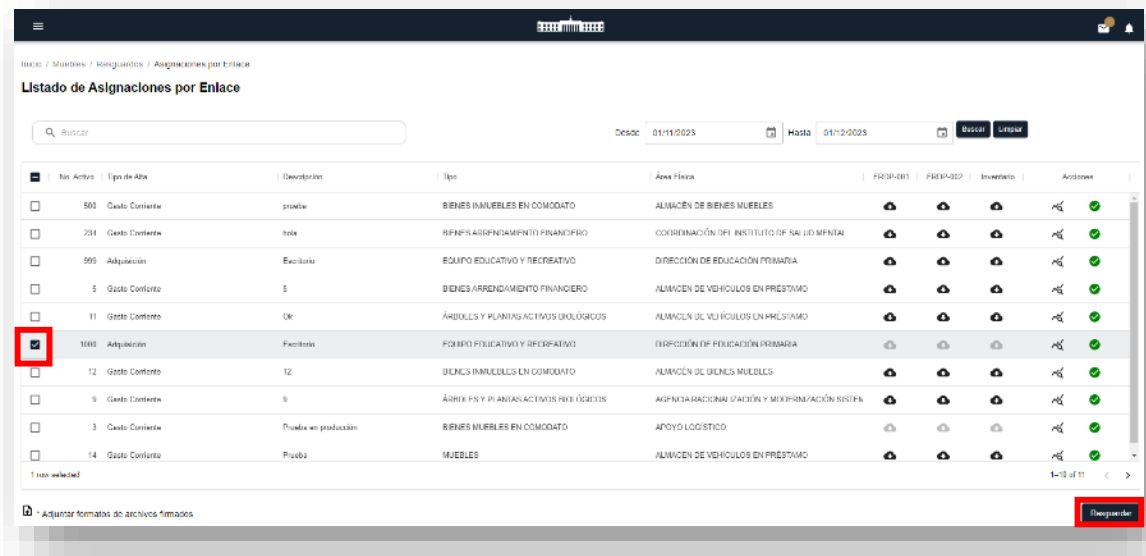 Inicio / Muebles / Resguardos / Asignaciones por Enlace
Listado de Asignaciones por Enlace
Buscar Desde 01/11/2023 Hasta 01/12/2023 Buscar Limpiar
No. Activo Tipo de Alta Descripción Tipo Área Física FRDP-001 FRDP-002 Inventario Acciones
500 Gasto Corriente prueba BIENES INMUEBLES EN COMODATO ALMACÉN DE BIENES MUEBLES
234 Gasto Corriente hola BIENES ARRENDAMIENTO FINANCIERO COORDINACIÓN DEL INSTITUTO DE SALUD MENTAL
999 Adquisición Escritorio EQUIPO EDUCATIVO Y RECREATIVO DIRECCIÓN DE EDUCACIÓN PRIMARIA
5 Gasto Corriente 5 BIENES ARRENDAMIENTO FINANCIERO ALMACEN DE VEHÍCULOS EN PRÉSTAMO
11 Gasto Corriente Ok ÁRBOLES Y PLANTAS ACTIVOS BIOLÓGICOS ALMACEN DE VEHÍCULOS EN PRÉSTAMO
1000 Adquisición Escritorio EQUIPO EDUCATIVO Y RECREATIVO DIRECCIÓN DE EDUCACIÓN PRIMARIA
12 Gasto Corriente 12 BIENES INMUEBLES EN COMODATO ALMACÉN DE BIENES MUEBLES
9 Gasto Corriente 9 ÁRBOLES Y PLANTAS ACTIVOS BIOLÓGICOS AGENCIA RACIONALIZACIÓN Y MODERNIZACIÓN SISTEM
3 Gasto Corriente Prueba en producción BIENES MUEBLES EN COMODATO APOYO LOGÍSTICO
14 Gasto Corriente Prueba MUEBLES ALMACEN DE VEHÍCULOS EN PRÉSTAMO
1 row selected 1–10 of 11
* Adjuntar formatos de archivos firmados Resguardar